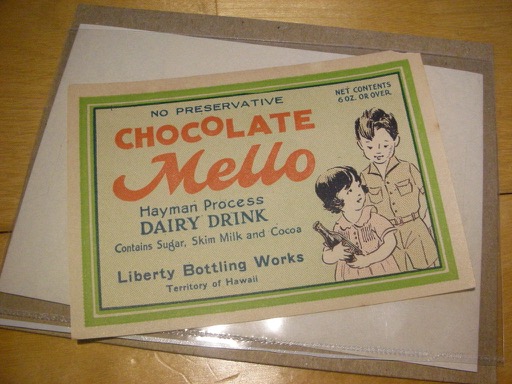 NO PRESERVATIVE
NET CONTENTS
6 OZ. OR OVER.
CHOCOLATE
Mello
Hayman Process
DAIRY DRINK
Contains Sugar, Skim Milk and Cocoa
Liberty Bottling Works
Territory of Hawaii